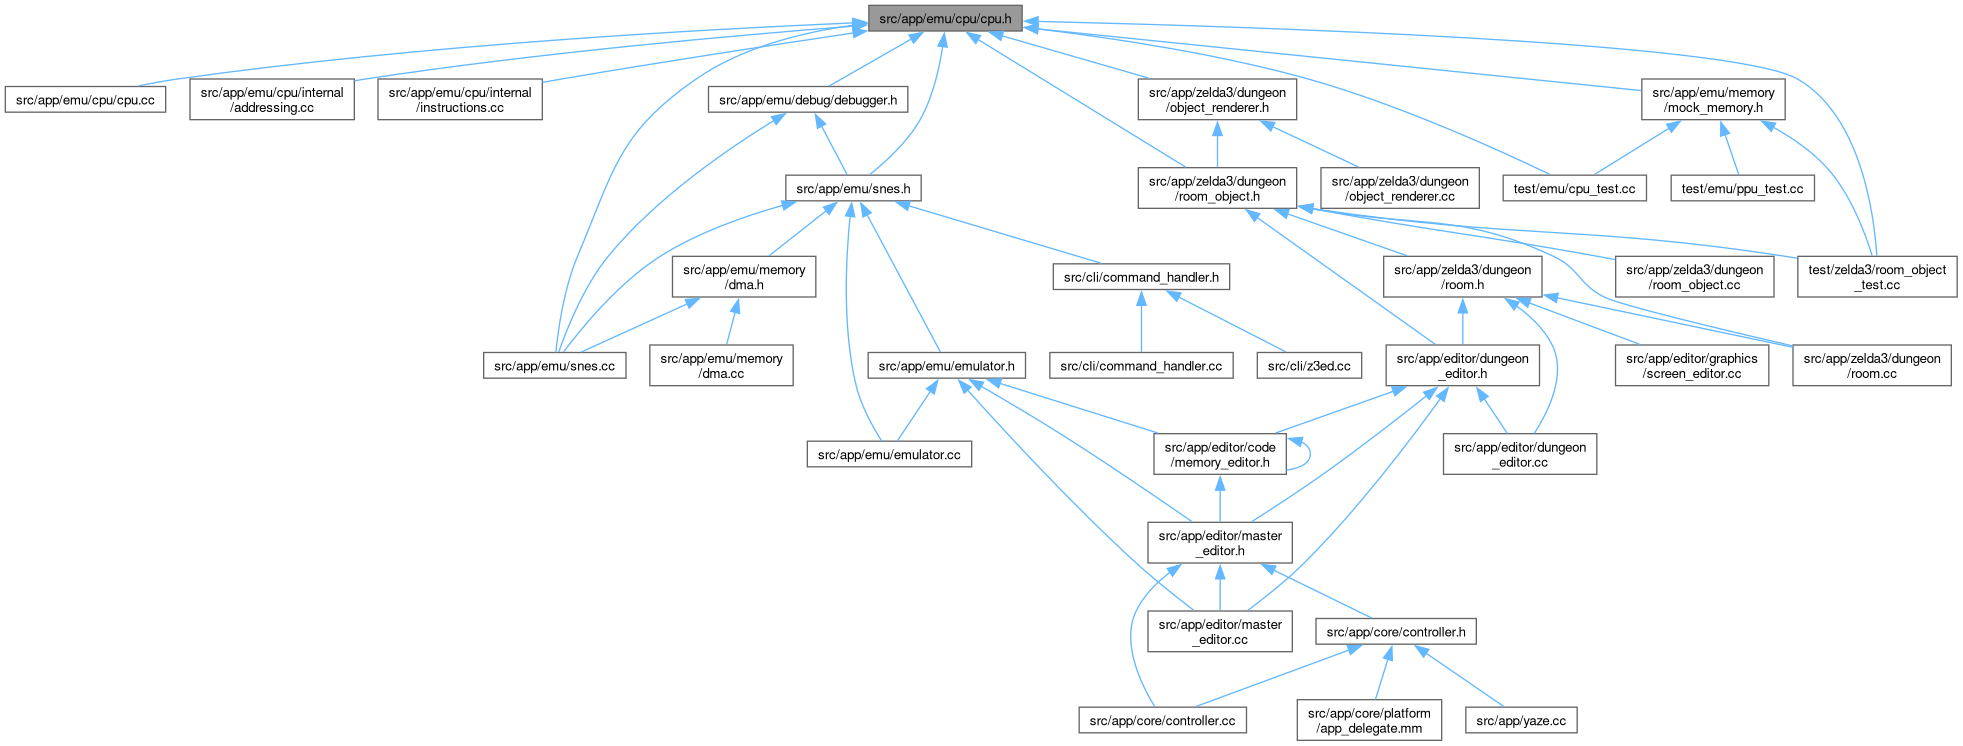 src/app/emu/cpu/cpu.h
src/app/emu/cpu/cpu.cc
src/app/emu/cpu/internal
/addressing.cc
src/app/emu/cpu/internal
/instructions.cc
src/app/emu/debug/debugger.h
src/app/zelda3/dungeon
/object_renderer.h
src/app/emu/memory
/mock_memory.h
src/app/emu/snes.h
src/app/zelda3/dungeon
/room_object.h
src/app/zelda3/dungeon
/object_renderer.cc
test/emu/cpu_test.cc
test/emu/ppu_test.cc
src/app/emu/memory
/dma.h
src/cli/command_handler.h
src/app/zelda3/dungeon
/room.h
src/app/zelda3/dungeon
/room_object.cc
test/zelda3/room_object
_test.cc
src/app/emu/snes.cc
src/app/emu/memory
/dma.cc
src/app/emu/emulator.h
src/cli/command_handler.cc
src/cli/z3ed.cc
src/app/editor/dungeon
_editor.h
src/app/editor/graphics
/screen_editor.cc
src/app/zelda3/dungeon
/room.cc
src/app/emu/emulator.cc
src/app/editor/code
/memory_editor.h
src/app/editor/dungeon
_editor.cc
src/app/editor/master
_editor.h
src/app/editor/master
_editor.cc
src/app/core/controller.h
src/app/core/controller.cc
src/app/core/platform
/app_delegate.mm
src/app/yaze.cc